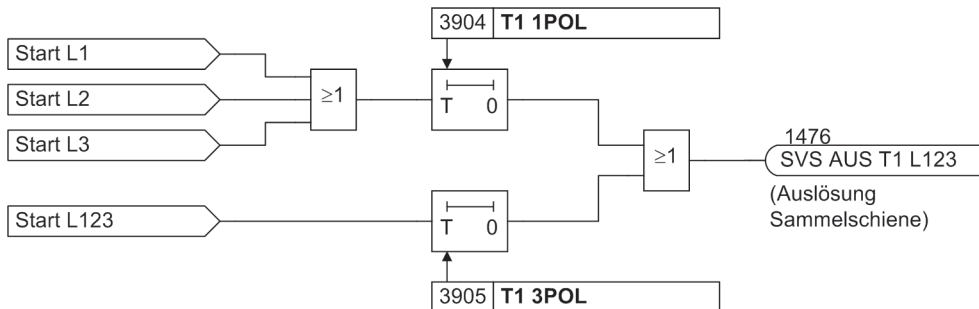 3904 T1 1POL
Start L1
Start L2
Start L3
≥1
T 0
≥1
1476
SVS AUS T1 L123
(Auslösung
Sammelschiene)
Start L123
T 0
3905 T1 3POL